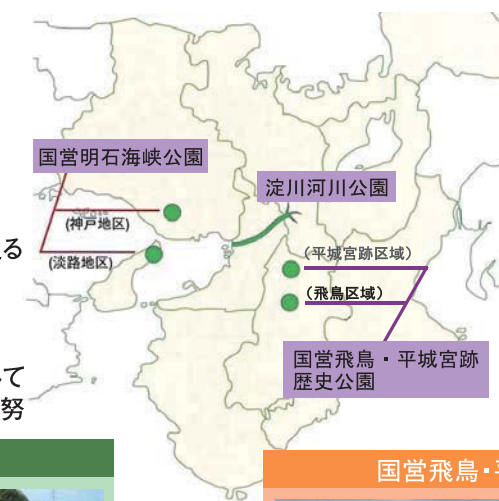 国営明石海峡公園
淀川河川公園
(神戸地区)
(淡路地区)
(平城宮跡区域)
(飛鳥区域)
国営飛鳥・平城宮跡
歴史公園
る
て
努
国営飛鳥・平